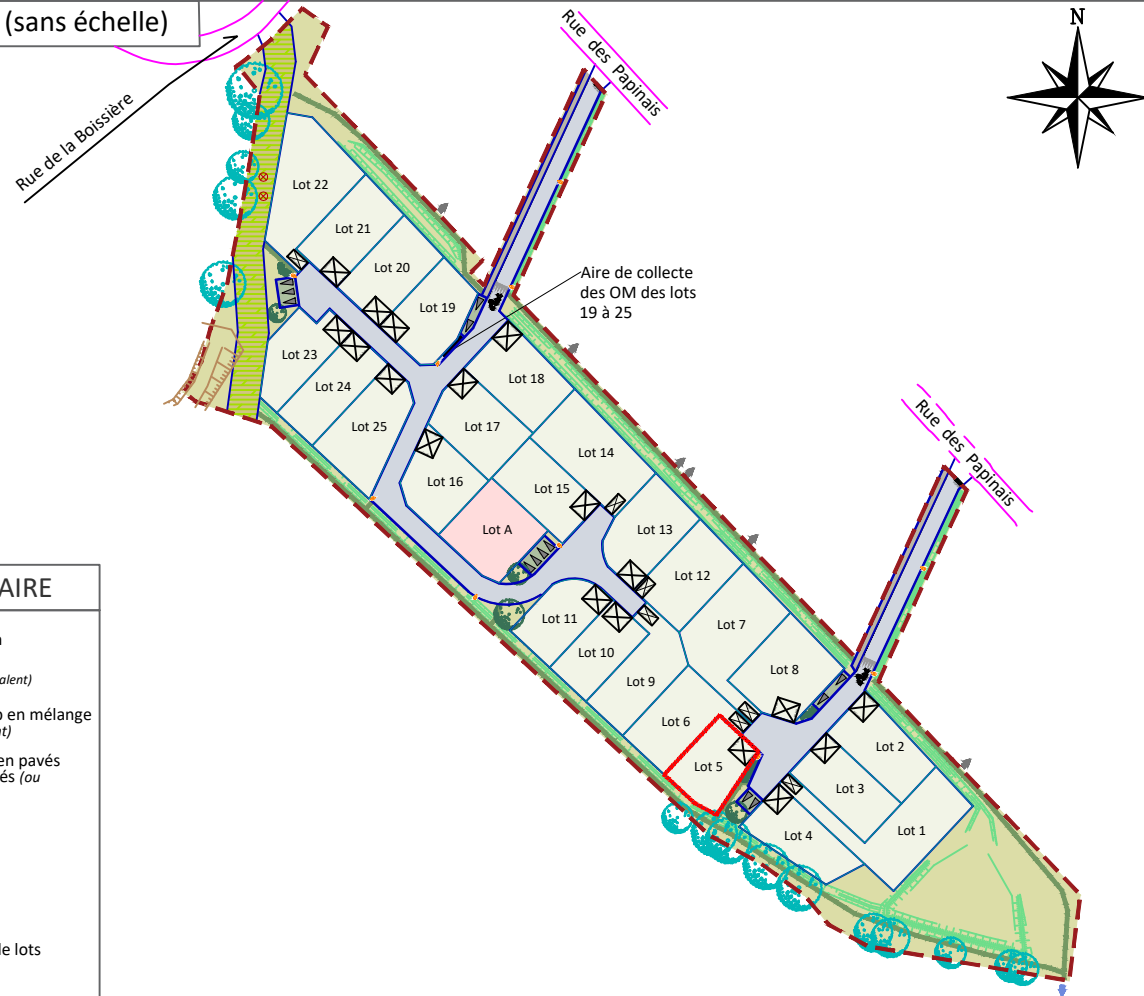 (sans échelle)
N
Rue des Papinais
Rue de la Boissière
Lot 22
Lot 21
Lot 20
Lot 19
Aire de collecte
des OM des lots
19 à 25
Lot 23
Lot 24
Lot 25
Lot 18
Lot 17
Lot 16
Lot 14
Lot 15
Lot A
Rue des Papinais
Lot 13
Lot 12
Lot 11
Lot 10
Lot 9
Lot 7
Lot 8
Lot 6
Lot 5
Lot 2
Lot 3
Lot 1
Lot 4
AIRE
en mélange
en pavés
(ou
lots